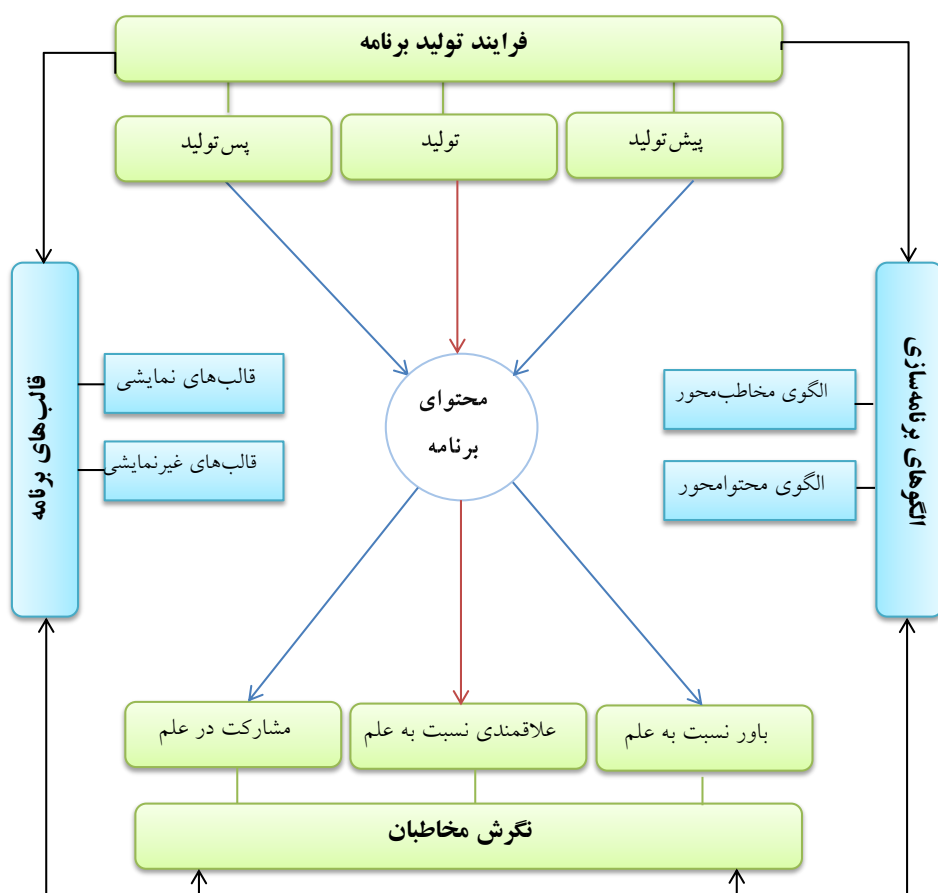 فرایند تولید برنامه
پیش‌تولید
تولید
پس‌تولید
الگوهای برنامه‌سازی
الگوی مخاطب‌محور
الگوی محتوامحور
محتوای
برنامه
قالب‌های نمایشی
قالب‌های غیرنمایشی
قالب‌های برنامه
باور نسبت به علم
علاقمندی نسبت به علم
مشارکت در علم
نگرش مخاطبان